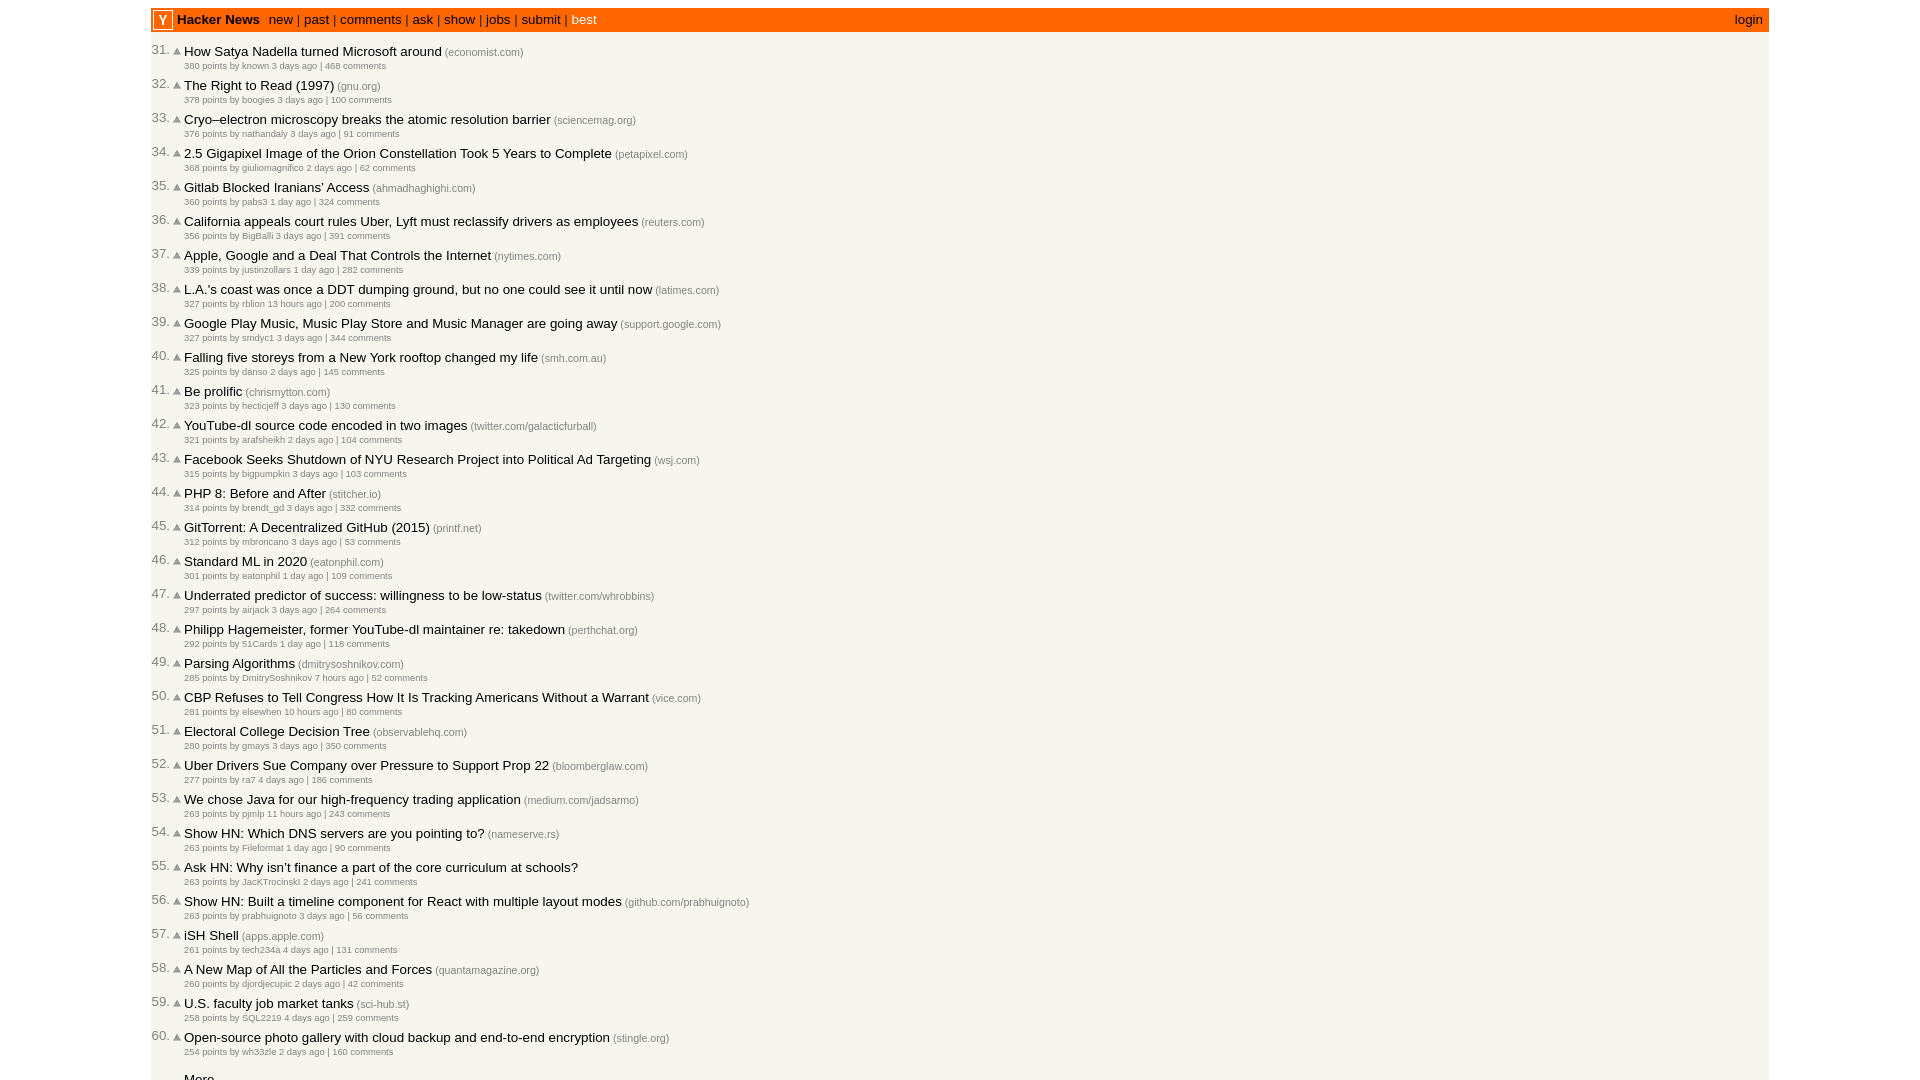 Y Hacker News new | past | comments | ask | show | jobs | submit | best login
31. How Satya Nadella turned Microsoft around (economist.com)
380 points by known 3 days ago | 468 comments
32. The Right to Read (1997) (gnu.org)
378 points by boogies 3 days ago | 100 comments
33. Cryo–electron microscopy breaks the atomic resolution barrier (sciencemag.org)
376 points by nathandaly 3 days ago | 91 comments
34. 2.5 Gigapixel Image of the Orion Constellation Took 5 Years to Complete (petapixel.com)
368 points by giuliomagnifico 2 days ago | 62 comments
35. Gitlab Blocked Iranians’ Access (ahmadhaghighi.com)
360 points by pabs3 1 day ago | 324 comments
36. California appeals court rules Uber, Lyft must reclassify drivers as employees (reuters.com)
356 points by BigBalli 3 days ago | 391 comments
37. Apple, Google and a Deal That Controls the Internet (nytimes.com)
339 points by justinzollars 1 day ago | 282 comments
38. L.A.'s coast was once a DDT dumping ground, but no one could see it until now (latimes.com)
327 points by rblion 13 hours ago | 200 comments
39. Google Play Music, Music Play Store and Music Manager are going away (support.google.com)
327 points by smdyc1 3 days ago | 344 comments
40. Falling five storeys from a New York rooftop changed my life (smh.com.au)
325 points by danso 2 days ago | 145 comments
41. Be prolific (chrismytton.com)
323 points by hecticjeff 3 days ago | 130 comments
42. YouTube-dl source code encoded in two images (twitter.com/galacticfurball)
321 points by arafsheikh 2 days ago | 104 comments
43. Facebook Seeks Shutdown of NYU Research Project into Political Ad Targeting (wsj.com)
315 points by bigpumpkin 3 days ago | 103 comments
44. PHP 8: Before and After (stitcher.io)
314 points by brendt_gd 3 days ago | 332 comments
45. GitTorrent: A Decentralized GitHub (2015) (printf.net)
312 points by mbroncano 3 days ago | 53 comments
46. Standard ML in 2020 (eatonphil.com)
301 points by eatonphil 1 day ago | 109 comments
47. Underrated predictor of success: willingness to be low-status (twitter.com/whrobbins)
297 points by airjack 3 days ago | 264 comments
48. Philipp Hagemeister, former YouTube-dl maintainer re: takedown (perthchat.org)
292 points by 51Cards 1 day ago | 118 comments
49. Parsing Algorithms (dmitrysoshnikov.com)
285 points by DmitrySoshnikov 7 hours ago | 52 comments
50. CBP Refuses to Tell Congress How It Is Tracking Americans Without a Warrant (vice.com)
281 points by elsewhen 10 hours ago | 80 comments
51. Electoral College Decision Tree (observablehq.com)
280 points by gmays 3 days ago | 350 comments
52. Uber Drivers Sue Company over Pressure to Support Prop 22 (bloomberglaw.com)
277 points by ra7 4 days ago | 186 comments
53. We chose Java for our high-frequency trading application (medium.com/jadsarmo)
263 points by pjmlp 11 hours ago | 243 comments
54. Show HN: Which DNS servers are you pointing to? (nameserve.rs)
263 points by Fileformat 1 day ago | 90 comments
55. Ask HN: Why isn’t finance a part of the core curriculum at schools?
263 points by JacKTrocinskI 2 days ago | 241 comments
56. Show HN: Built a timeline component for React with multiple layout modes (github.com/prabhuignoto)
263 points by prabhuignoto 3 days ago | 56 comments
57. iSH Shell (apps.apple.com)
261 points by tech234a 4 days ago | 131 comments
58. A New Map of All the Particles and Forces (quantamagazine.org)
260 points by djordjecupic 2 days ago | 42 comments
59. U.S. faculty job market tanks (sci-hub.st)
258 points by SQL2219 4 days ago | 259 comments
60. Open-source photo gallery with cloud backup and end-to-end encryption (stingle.org)
254 points by wh33zle 2 days ago | 160 comments
More